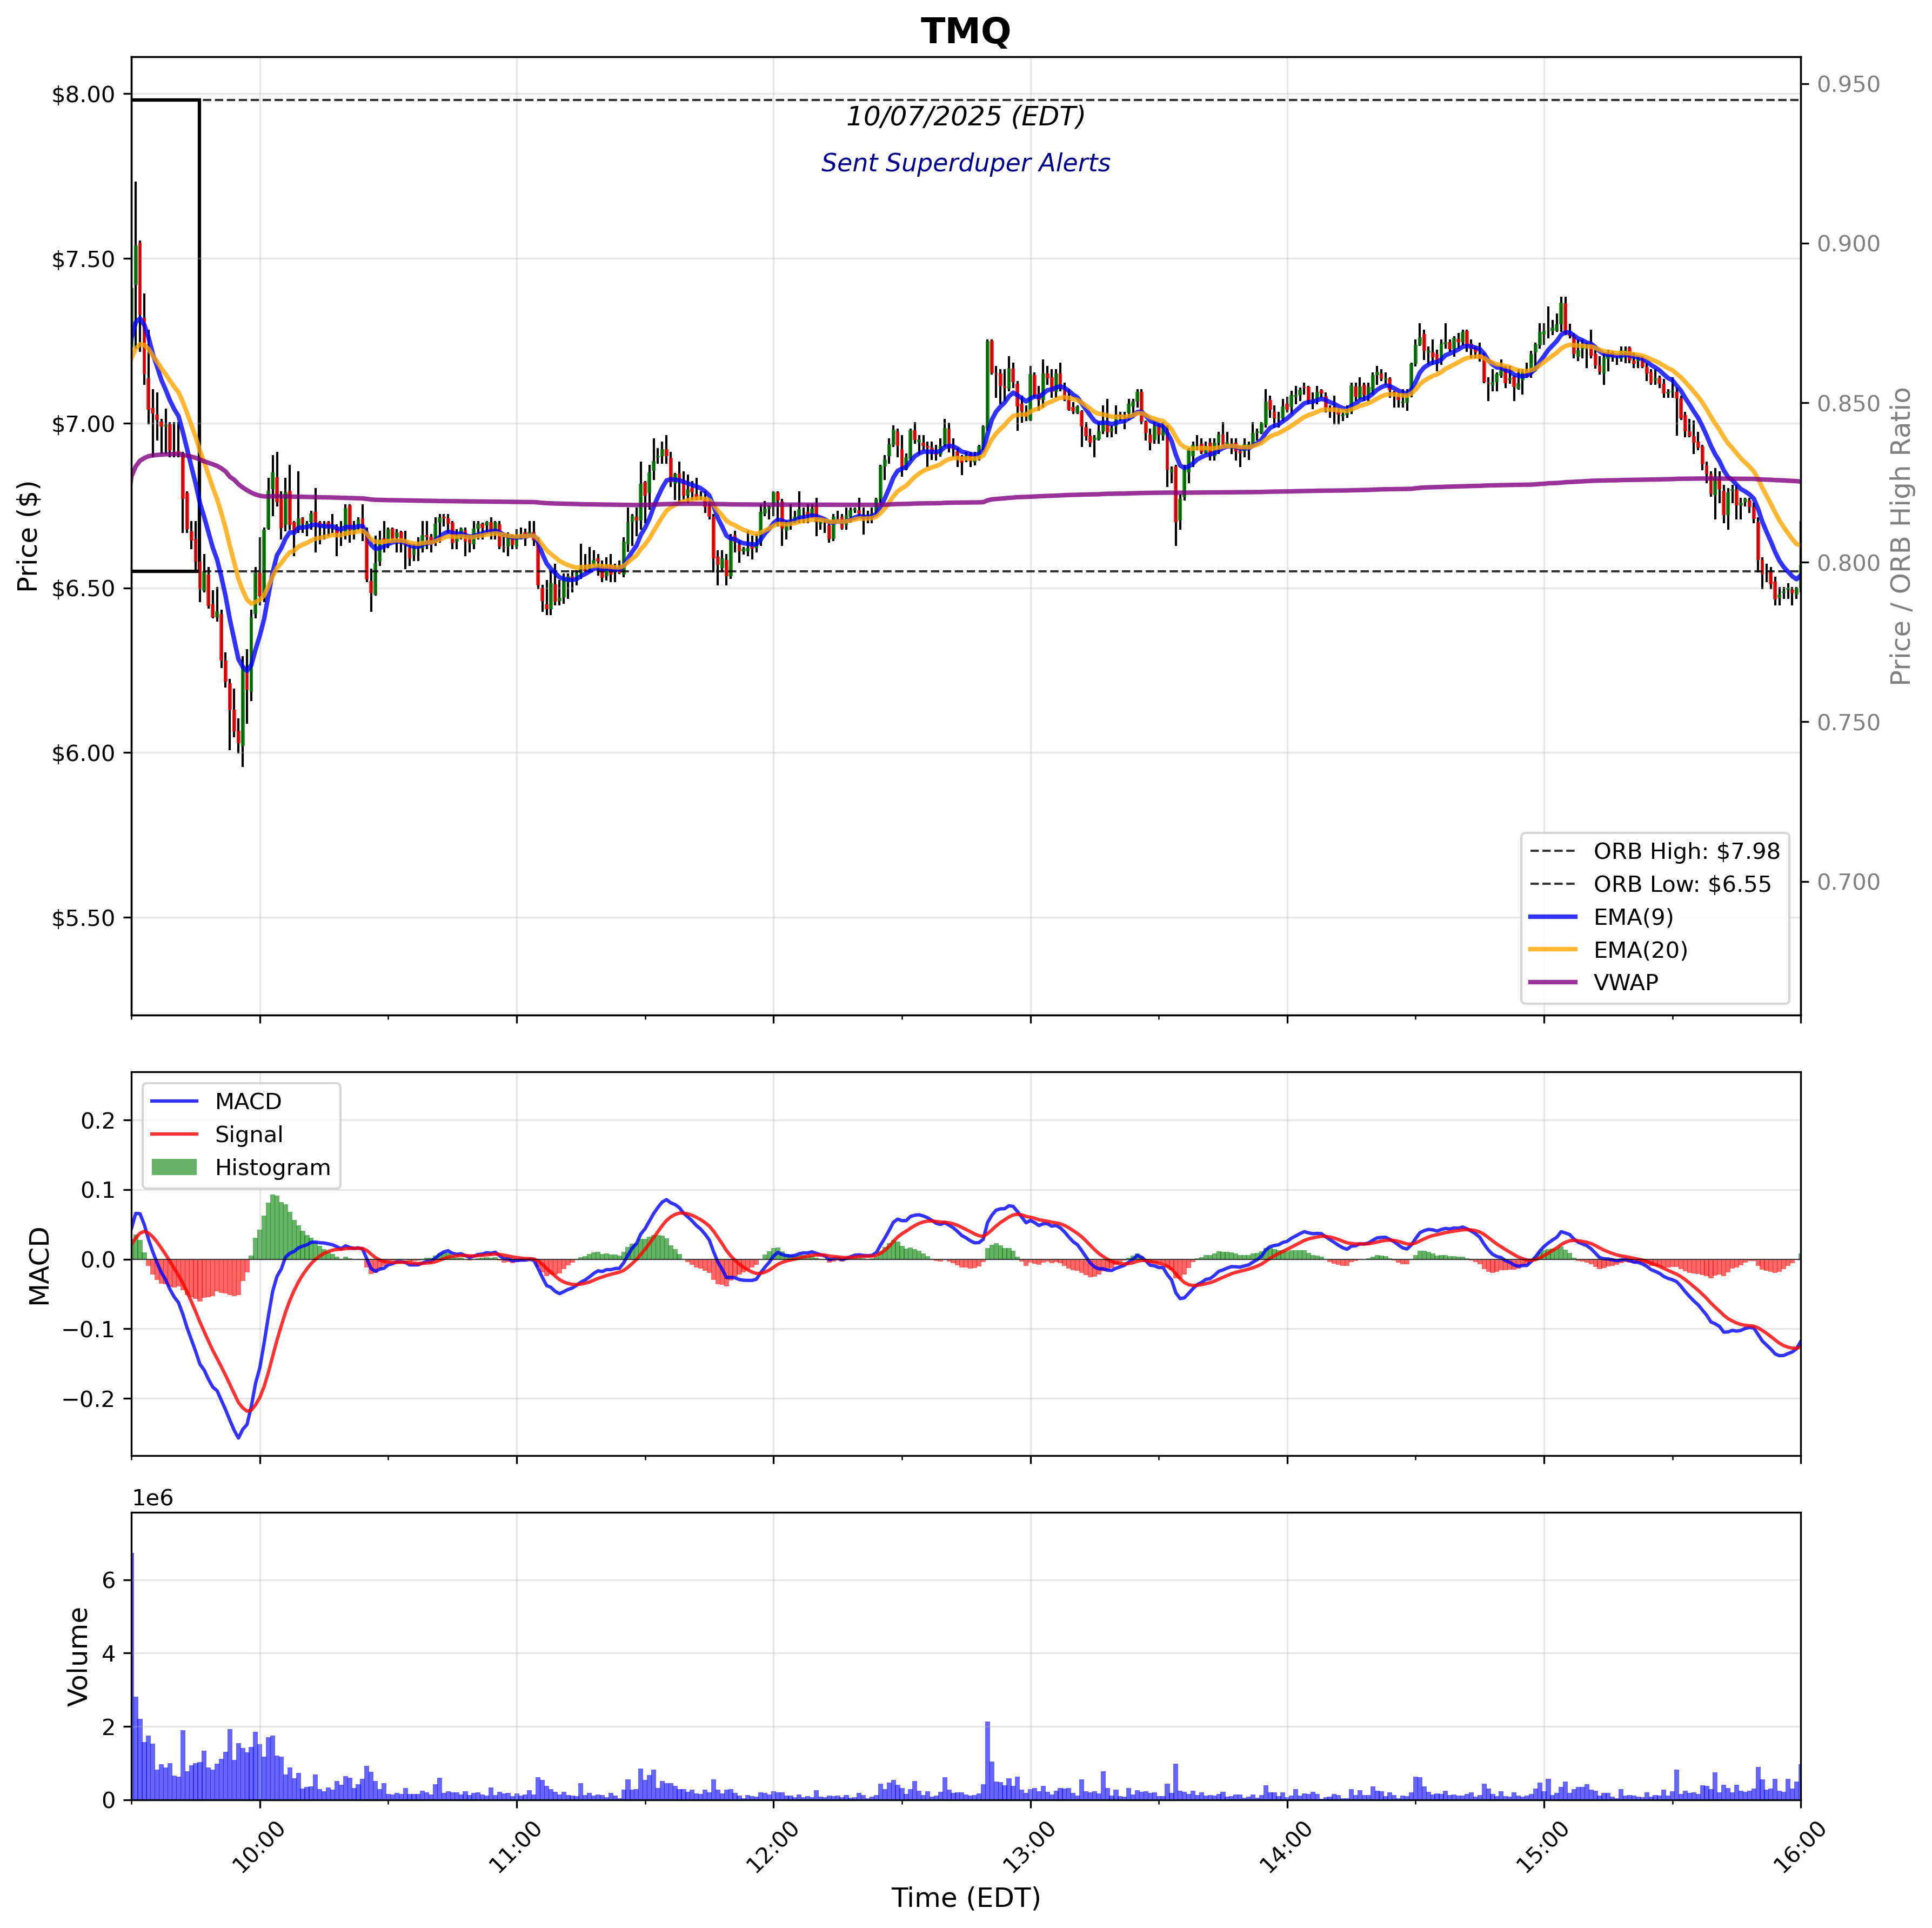 TMQ
10/07/2025 (EDT)
Sent Superduper Alerts
Price ($)
$8.00
$7.50
$7.00
$6.50
$6.00
$5.50
0.950
0.900
0.850
0.800
0.750
0.700
Price / ORB High Ratio
ORB High: $7.98
ORB Low: $6.55
EMA(9)
EMA(20)
VWAP
MACD
0.2
0.1
0.0
−0.1
−0.2
MACD
Signal
Histogram
1e6
Volume
6
4
2
0
10:00
11:00
12:00
13:00
14:00
15:00
16:00
Time (EDT)